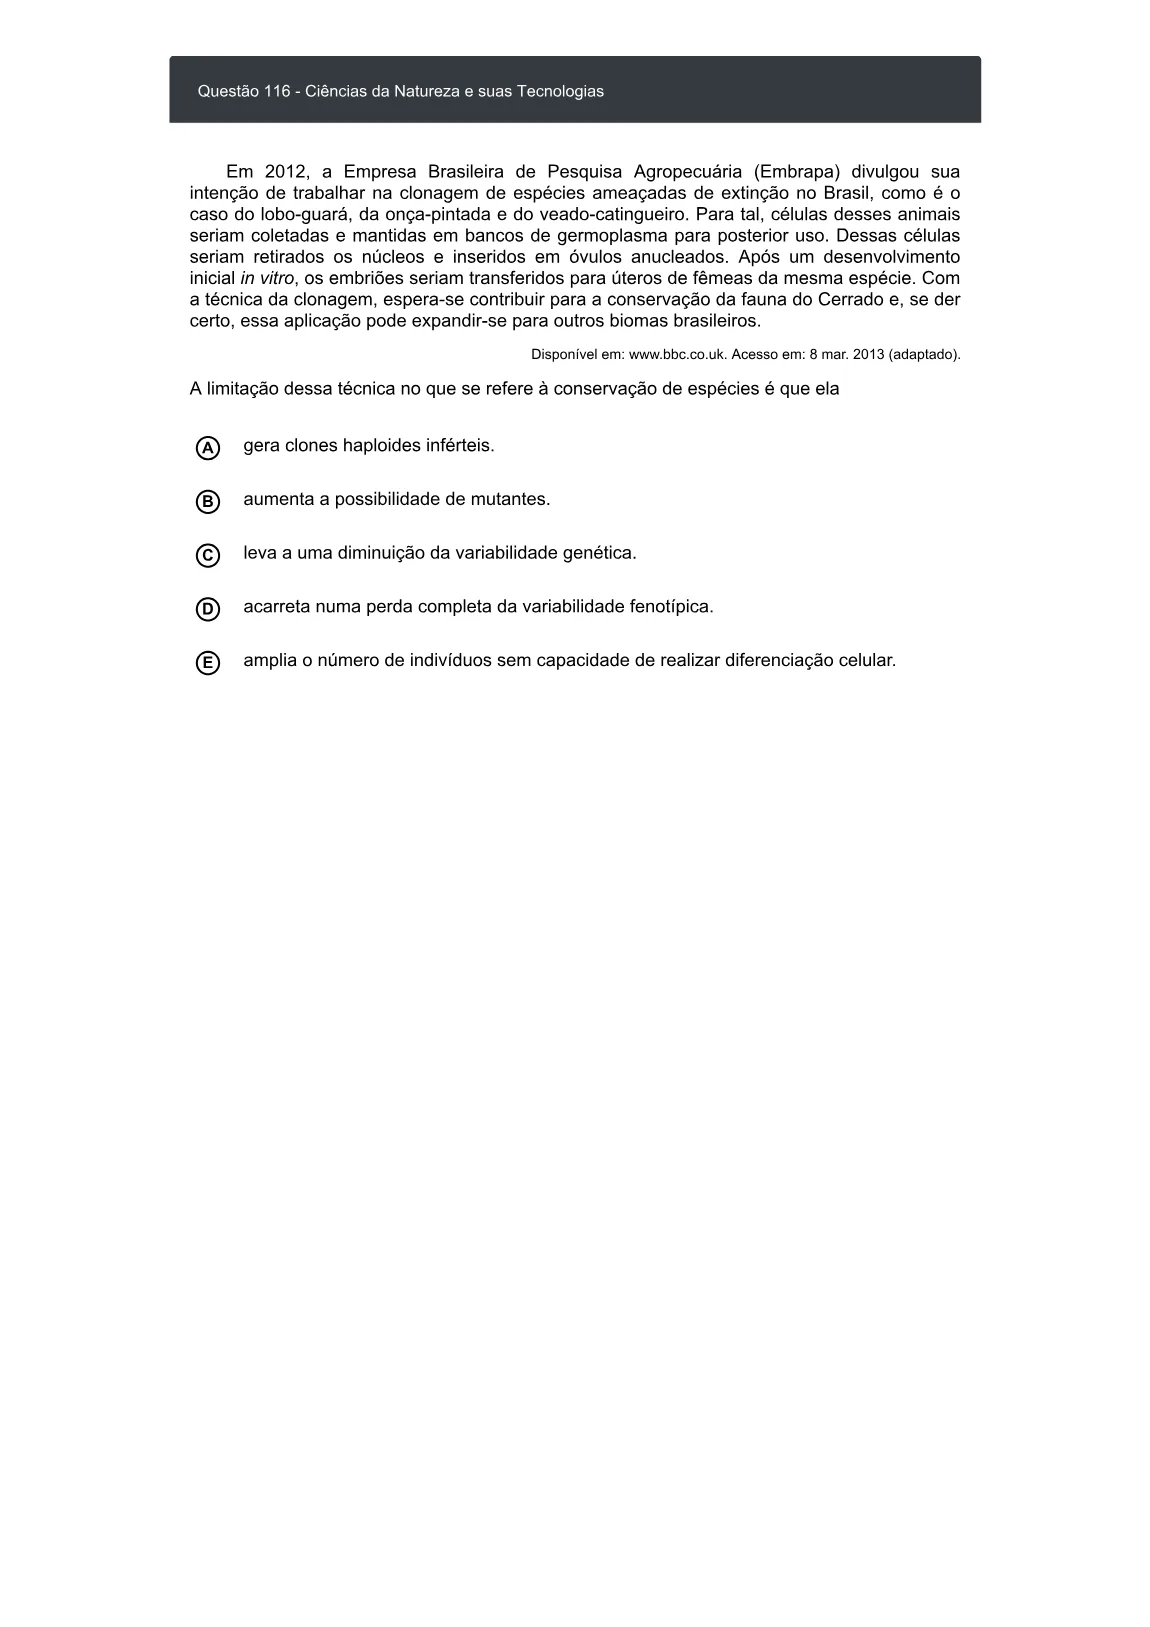 Questão 116 - Ciências da Natureza e suas Tecnologias
Em 2012, a Empresa Brasileira de Pesquisa Agropecuária (Embrapa) divulgou sua
intenção de trabalhar na clonagem de espécies ameaçadas de extinção no Brasil, como é o
caso do lobo-guará, da onça-pintada e do veado-catingueiro. Para tal, células desses animais
seriam coletadas e mantidas em bancos de germoplasma para posterior uso. Dessas células
seriam retirados os núcleos e inseridos em óvulos anucleados. Após um desenvolvimento
inicial in vitro, os embriões seriam transferidos para úteros de fêmeas da mesma espécie. Com
a técnica da clonagem, espera-se contribuir para a conservação da fauna do Cerrado e, se der
certo, essa aplicação pode expandir-se para outros biomas brasileiros.
Disponível em: www.bbc.co.uk. Acesso em: 8 mar. 2013 (adaptado).
A limitação dessa técnica no que se refere à conservação de espécies é que ela
A gera clones haploides inférteis.
B aumenta a possibilidade de mutantes.
C leva a uma diminuição da variabilidade genética.
D acarreta numa perda completa da variabilidade fenotípica.
E amplia o número de indivíduos sem capacidade de realizar diferenciação celular.